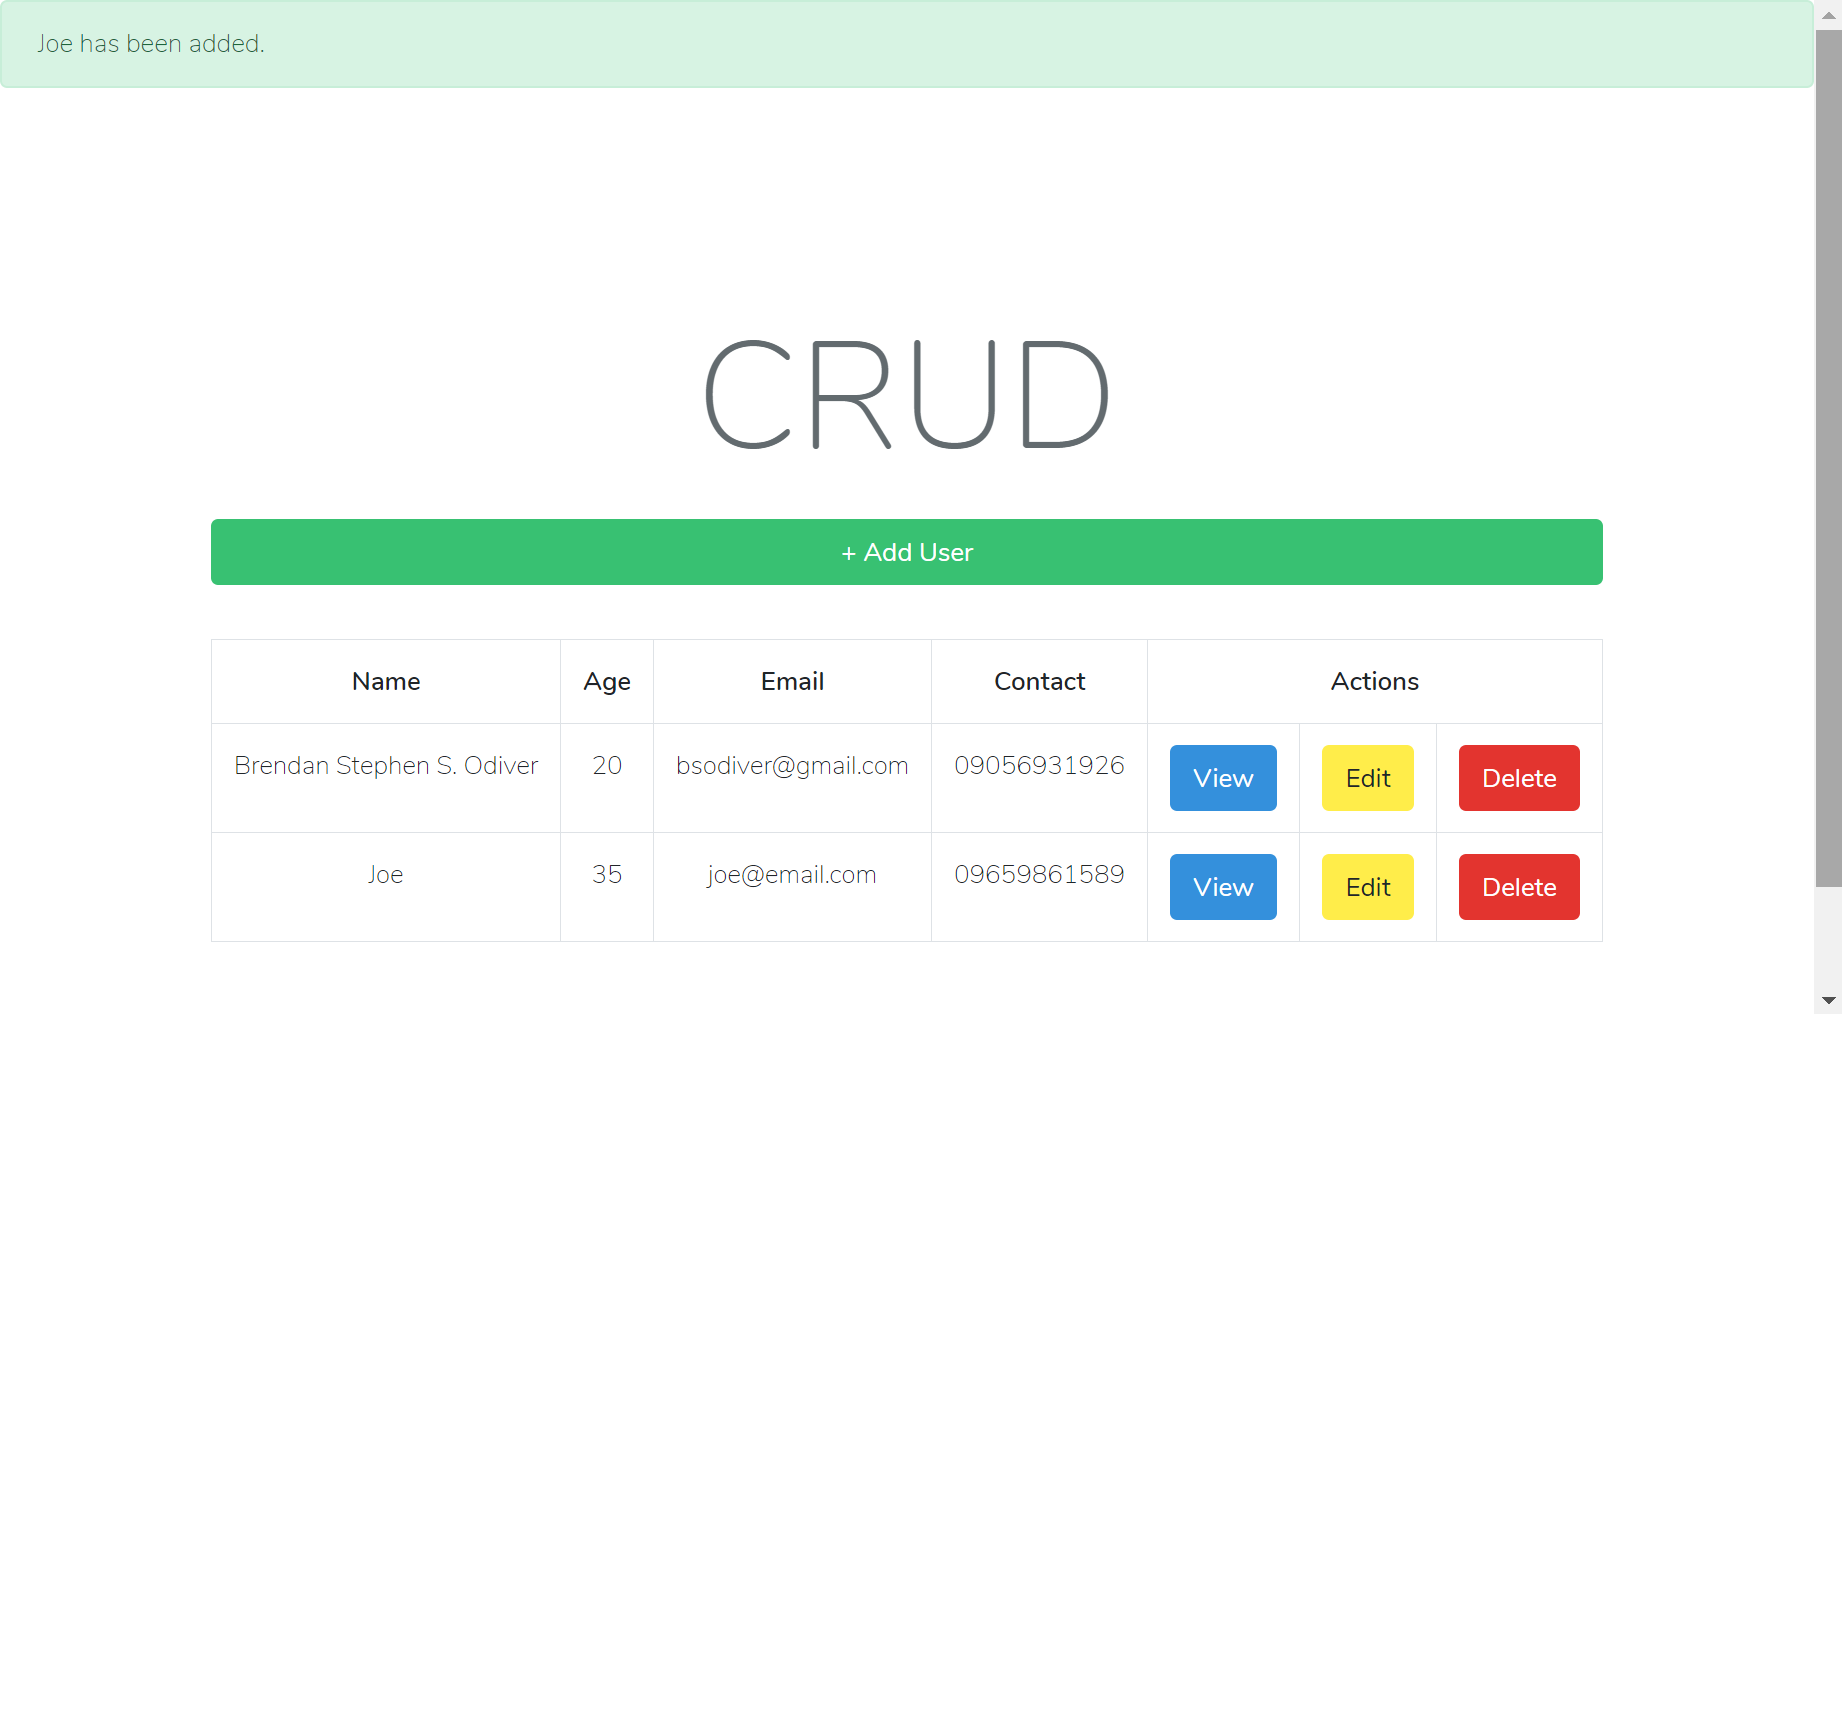 Joe has been added.
CRUD
+ Add User
Name Age Email Contact Actions
Brendan Stephen S. Odiver 20 bsodiver@gmail.com 09056931926 View Edit Delete
Joe 35 joe@email.com 09659861589 View Edit Delete